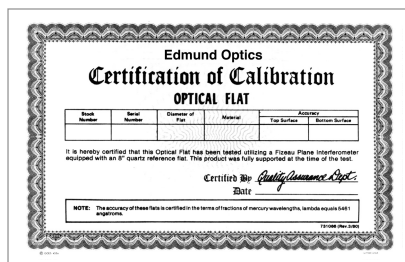 Edmund Optics
Certification of Calibration
OPTICAL FLAT
Stock Number
Serial Number
Diameter of Flat
Material
Accuracy
Top Surface
Bottom Surface
It is hereby certified that this Optical Flat has been tested utilizing a Fizeau Plane Interferometer
equipped with an 8" quartz reference flat. This product was fully supported at the time of the test.
Certified By Quality Assurance Dept.
Date
NOTE: The accuracy of these flats is certified in the terms of fractions of mercury wavelengths, lambda equals 5461
angstroms.
731066 (Rev.3/80)